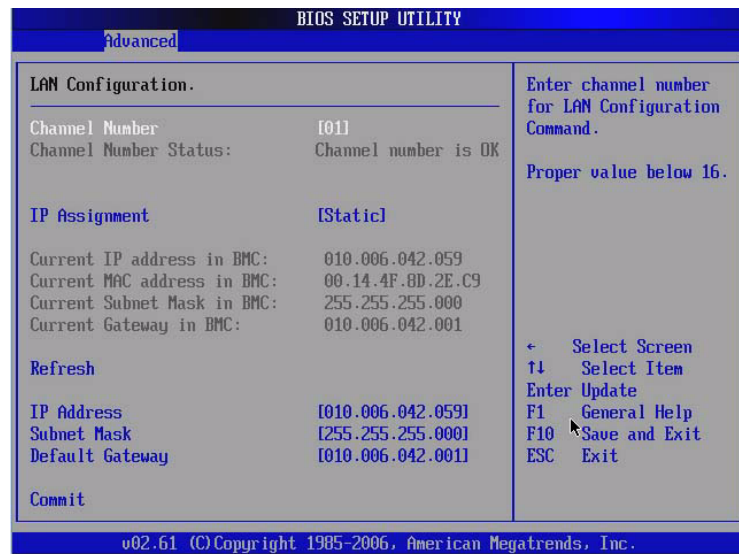 BIOS SETUP UTILITY
Advanced
LAN Configuration.
Channel Number [01]
Channel Number Status: Channel number is OK
IP Assignment [Static]
Current IP address in BMC: 010.006.042.059
Current MAC address in BMC: 00.14.4F.8D.2E.C9
Current Subnet Mask in BMC: 255.255.255.000
Current Gateway in BMC: 010.006.042.001
Refresh
IP Address [010.006.042.059]
Subnet Mask [255.255.255.000]
Default Gateway [010.006.042.001]
Commit
Enter channel number
for LAN Configuration
Command.
Proper value below 16.
← Select Screen
↑↓ Select Item
Enter Update
F1 General Help
F10 Save and Exit
ESC Exit
v02.61 (C)Copyright 1985-2006, American Megatrends, Inc.